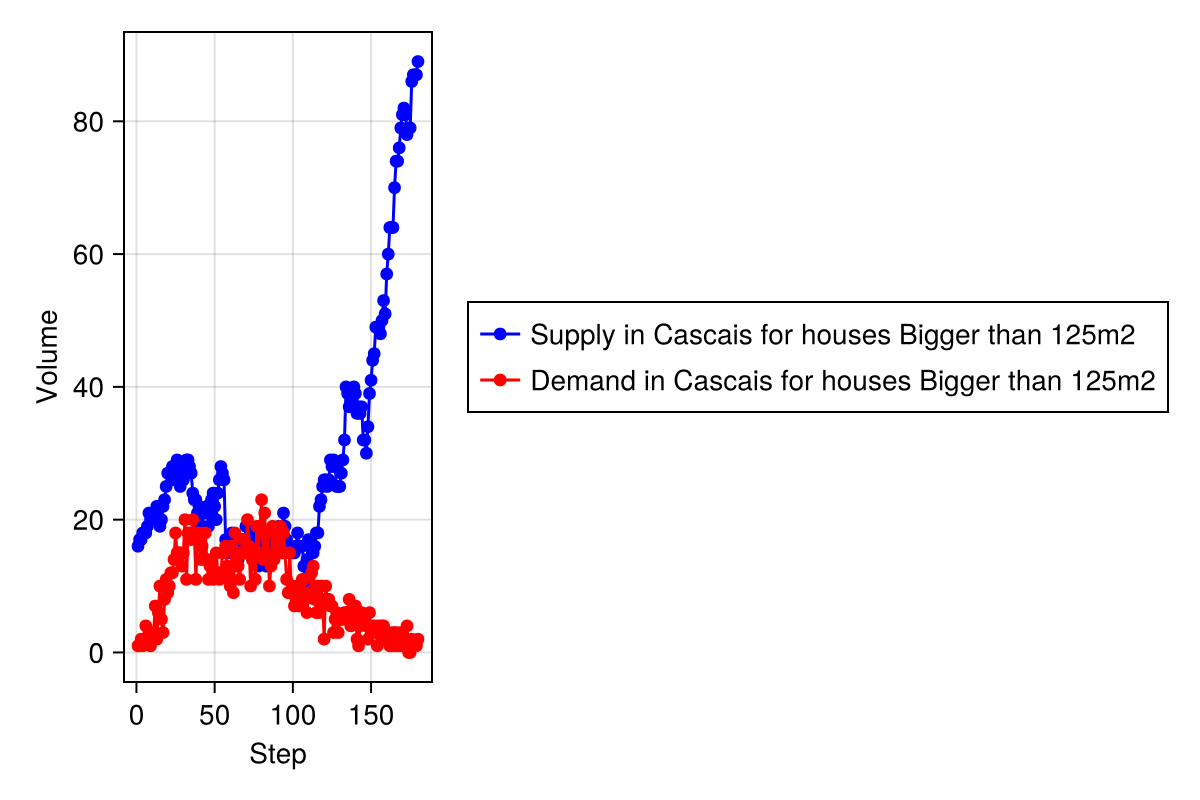 80
60
40
20
0
Volume
0 50 100 150
Step
Supply in Cascais for houses Bigger than 125m2
Demand in Cascais for houses Bigger than 125m2